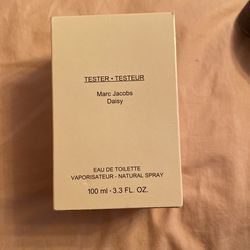 TESTER • TESTEUR
Marc Jacobs
Daisy
EAU DE TOILETTE
VAPORISATEUR - NATURAL SPRAY
100 ml • 3.3 FL. OZ.